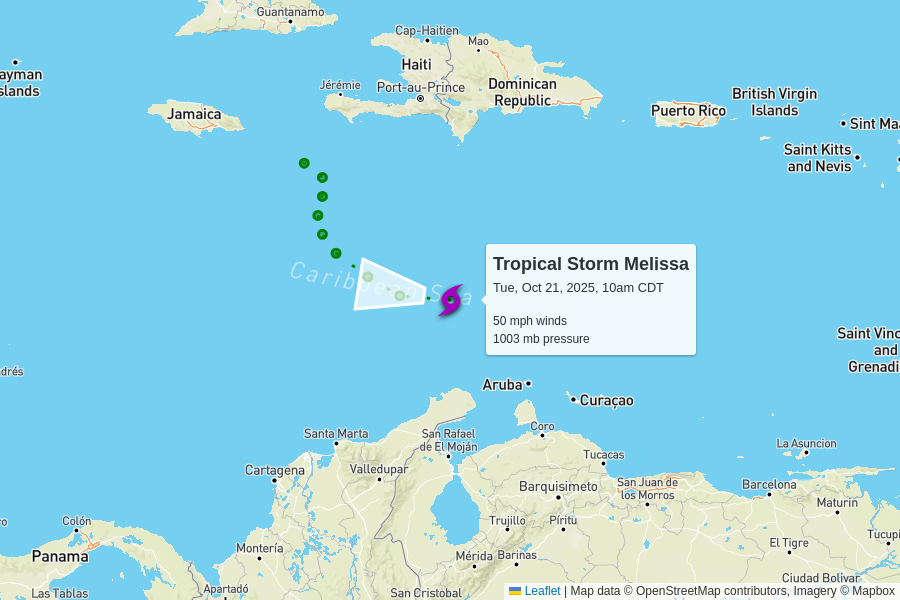 Guantanamo
Cap-Haitien
Mao
Haiti
ayman
slands
Jérémie
Port-au-Prince
Dominican
Republic
British Virgin
Islands
Jamaica
Puerto Rico
Sint Ma
Saint Kitts
and Nevis
Caribbean Sea
Tropical Storm Melissa
Tue, Oct 21, 2025, 10am CDT
50 mph winds
1003 mb pressure
Saint Vinc
and
Grenadi
drés
Aruba
Curaçao
Santa Marta
San Rafael
de El Moján
Coro
La Asuncion
Tucacas
Cartagena
Valledupar
Barquisimeto
San Juan de
los Morros
Barcelona
Maturin
ro
Colón
Trujillo
Píritu
Tucupi
Panama
Montería
Mérida
Barinas
El Tigre
Las Tablas
Apartadó
San Cristobal
Ciudad Bolivar
Leaflet | Map data © OpenStreetMap contributors, Imagery © Mapbox